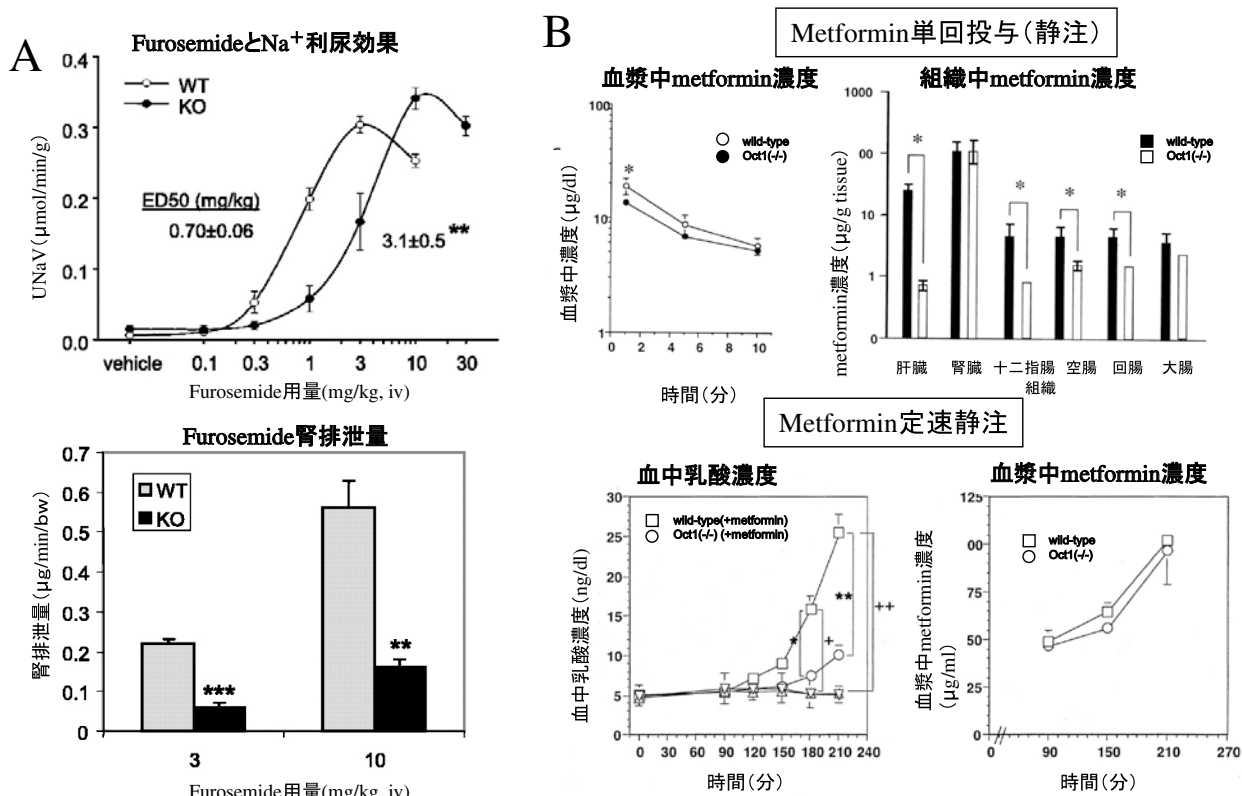 A
FurosemideとNa⁺利尿効果
WT
KO
UNaV(μmol/min/g)
0.4
0.3
0.2
0.1
0.0
ED50 (mg/kg)
0.70±0.06
3.1±0.5**
vehicle 0.1 0.3 1 3 10 30
Furosemide用量(mg/kg, iv)
Furosemide腎排泄量
WT
KO
腎排泄量(μg/min/bw)
0.7
0.6
0.5
0.4
0.3
0.2
0.1
0
***
**
3 10
Furosemide用量(mg/kg, iv)
B
Metformin単回投与(静注)
血漿中metformin濃度
wild-type
Oct1(-/-)
血漿中濃度(μg/dl)
100
10
1
*
0 2 4 6 8 10
時間(分)
組織中metformin濃度
wild-type
Oct1(-/-)
metformin濃度(μg/g tissue)
1000
00
10
1
0
* * * *
肝臓 腎臓 十二指腸 空腸 回腸 大腸
組織
Metformin定速静注
血中乳酸濃度
wild-type(+metformin)
Oct1(-/-) (+metformin)
血中乳酸濃度(ng/dl)
30
25
20
15
10
5
0
* + ** ++
0 30 60 90 120 150 180 210 240
時間(分)
血漿中metformin濃度
wild-type
Oct1(-/-)
血漿中metformin濃度
(μg/ml)
125
00
75
50
25
0
0 90 150 210 270
時間(分)